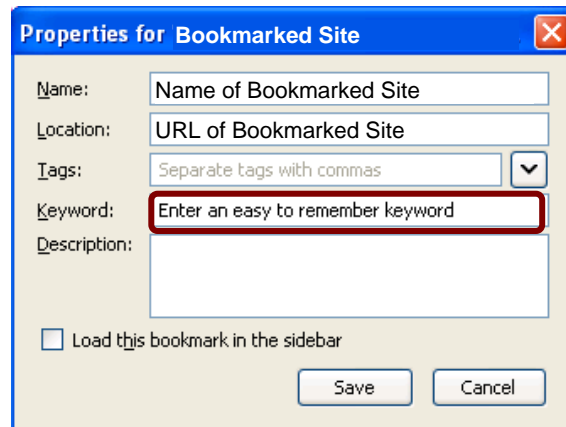 Properties for Bookmarked Site
Name: Name of Bookmarked Site
Location: URL of Bookmarked Site
Tags: Separate tags with commas
Keyword: Enter an easy to remember keyword
Description:
Load this bookmark in the sidebar
Save Cancel